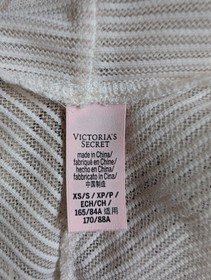 VICTORIA'S
SECRET
made in China/
fabriqué en Chine/
hecho en China/
fabbricato in Cina/
中国制造
XS/S / XP/P /
ECH/CH /
165/84A 适用
170/88A